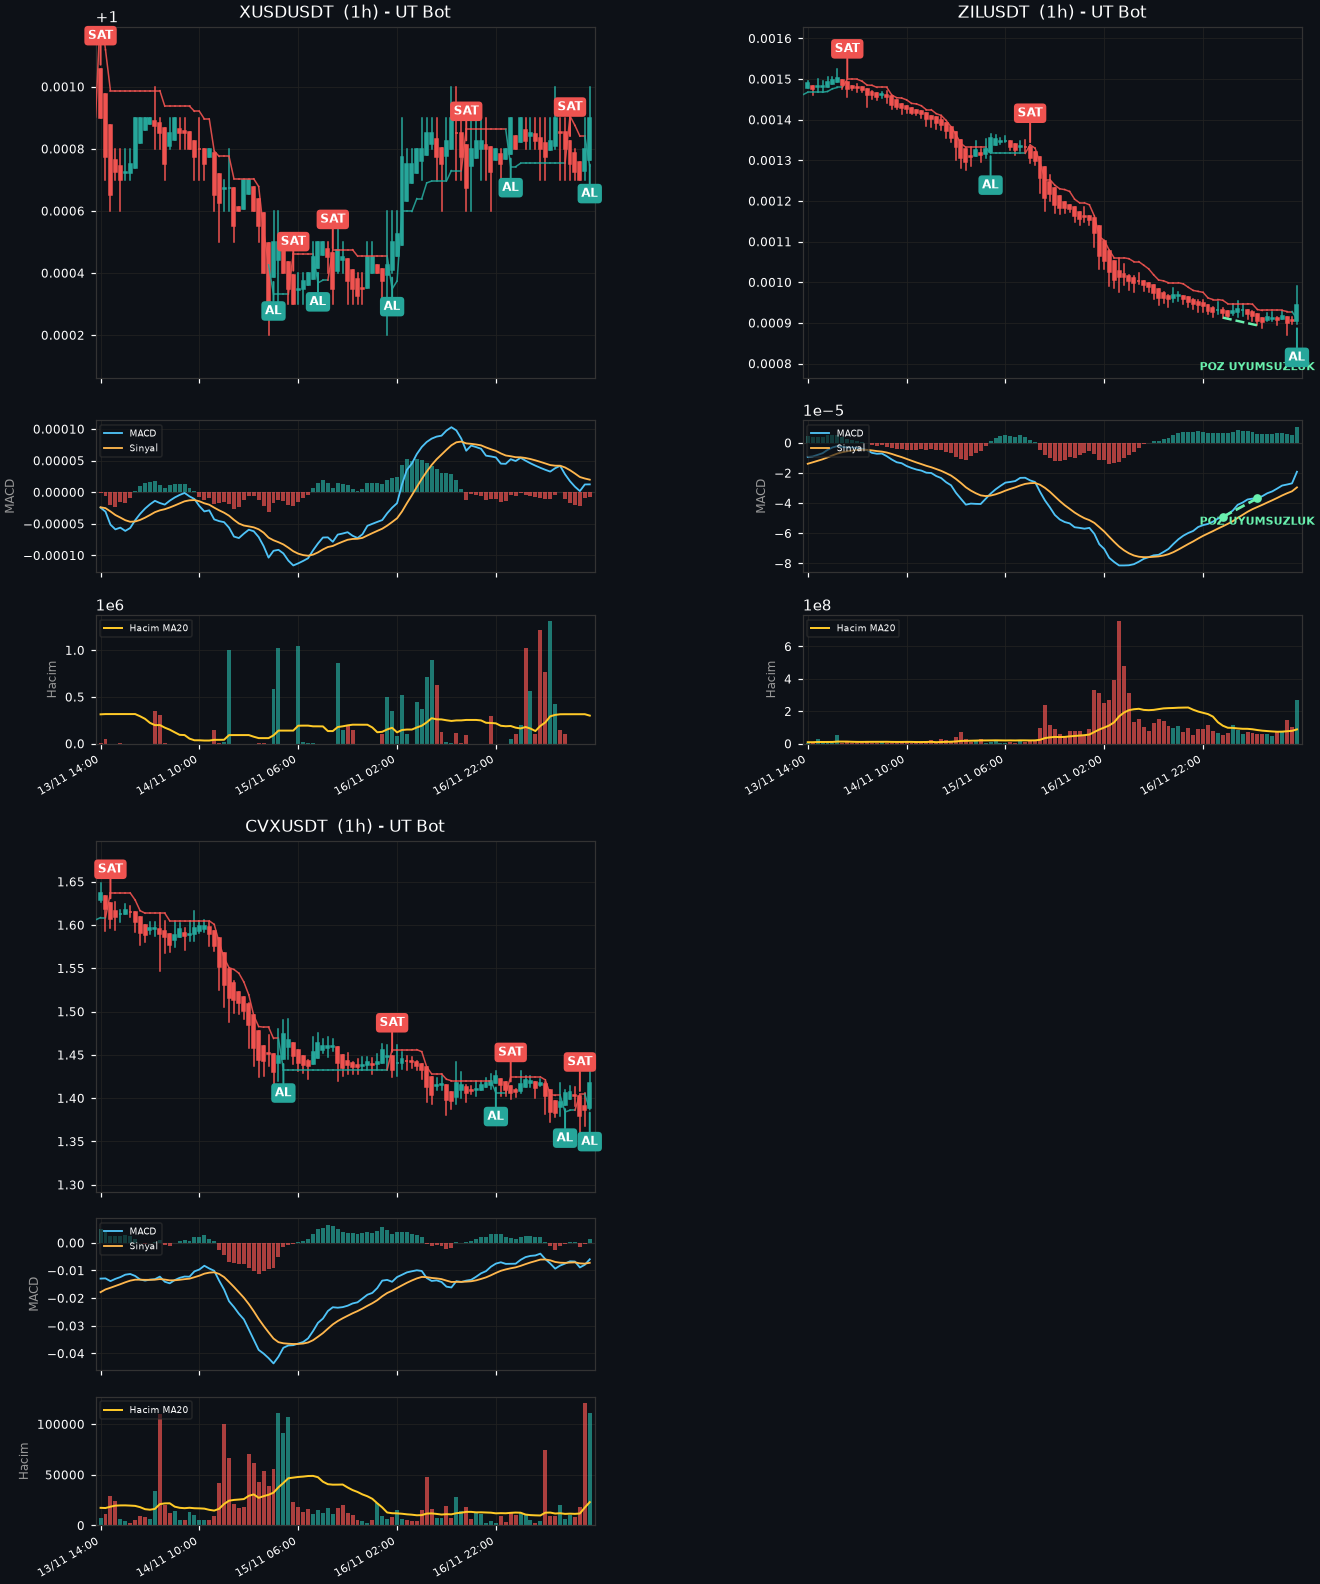 XUSDUSDT  (1h) - UT Bot
+1
0.0010
0.0008
0.0006
0.0004
0.0002
SAT
SAT
SAT
SAT
SAT
AL
AL
AL
AL
AL
0.00010
0.00005
0.00000
−0.00005
−0.00010
MACD
MACD
Sinyal
1e6
1.0
0.5
0.0
Hacim
Hacim MA20
13/11 14:00
14/11 10:00
15/11 06:00
16/11 02:00
16/11 22:00
ZILUSDT  (1h) - UT Bot
0.0016
0.0015
0.0014
0.0013
0.0012
0.0011
0.0010
0.0009
0.0008
SAT
SAT
AL
AL
POZ UYUMSUZLUK
1e−5
0
−2
−4
−6
−8
MACD
MACD
Sinyal
POZ UYUMSUZLUK
1e8
6
4
2
0
Hacim
Hacim MA20
13/11 14:00
14/11 10:00
15/11 06:00
16/11 02:00
16/11 22:00
CVXUSDT  (1h) - UT Bot
1.65
1.60
1.55
1.50
1.45
1.40
1.35
1.30
SAT
SAT
SAT
SAT
AL
AL
AL
AL
0.00
−0.01
−0.02
−0.03
−0.04
MACD
MACD
Sinyal
100000
50000
0
Hacim
Hacim MA20
13/11 14:00
14/11 10:00
15/11 06:00
16/11 02:00
16/11 22:00